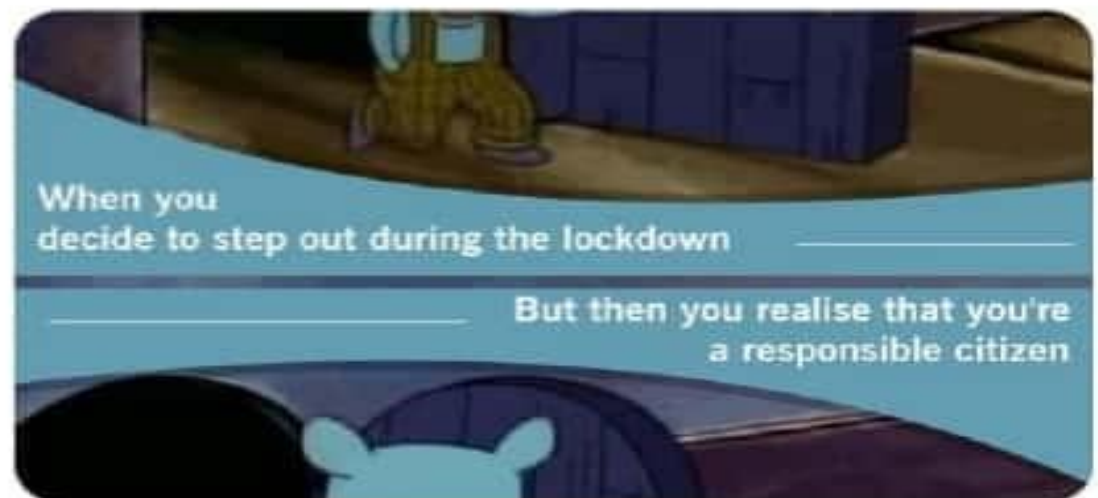 When you
decide to step out during the lockdown
But then you realise that you're
a responsible citizen